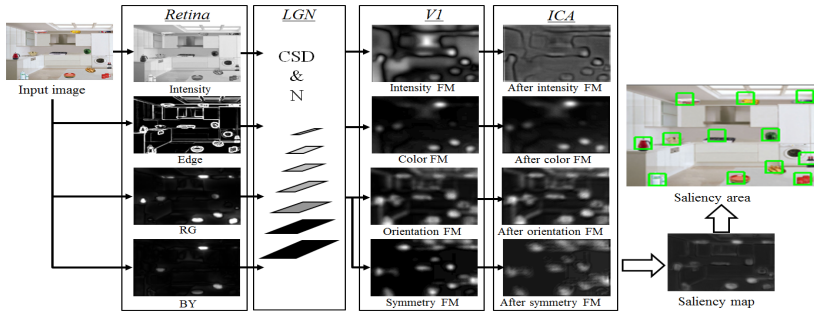 Retina
LGN
V1
ICA
Input image
Intensity
CSD
&
N
Intensity FM
After intensity FM
Edge
Color FM
After color FM
Saliency area
RG
Orientation FM
After orientation FM
BY
Symmetry FM
After symmetry FM
Saliency map